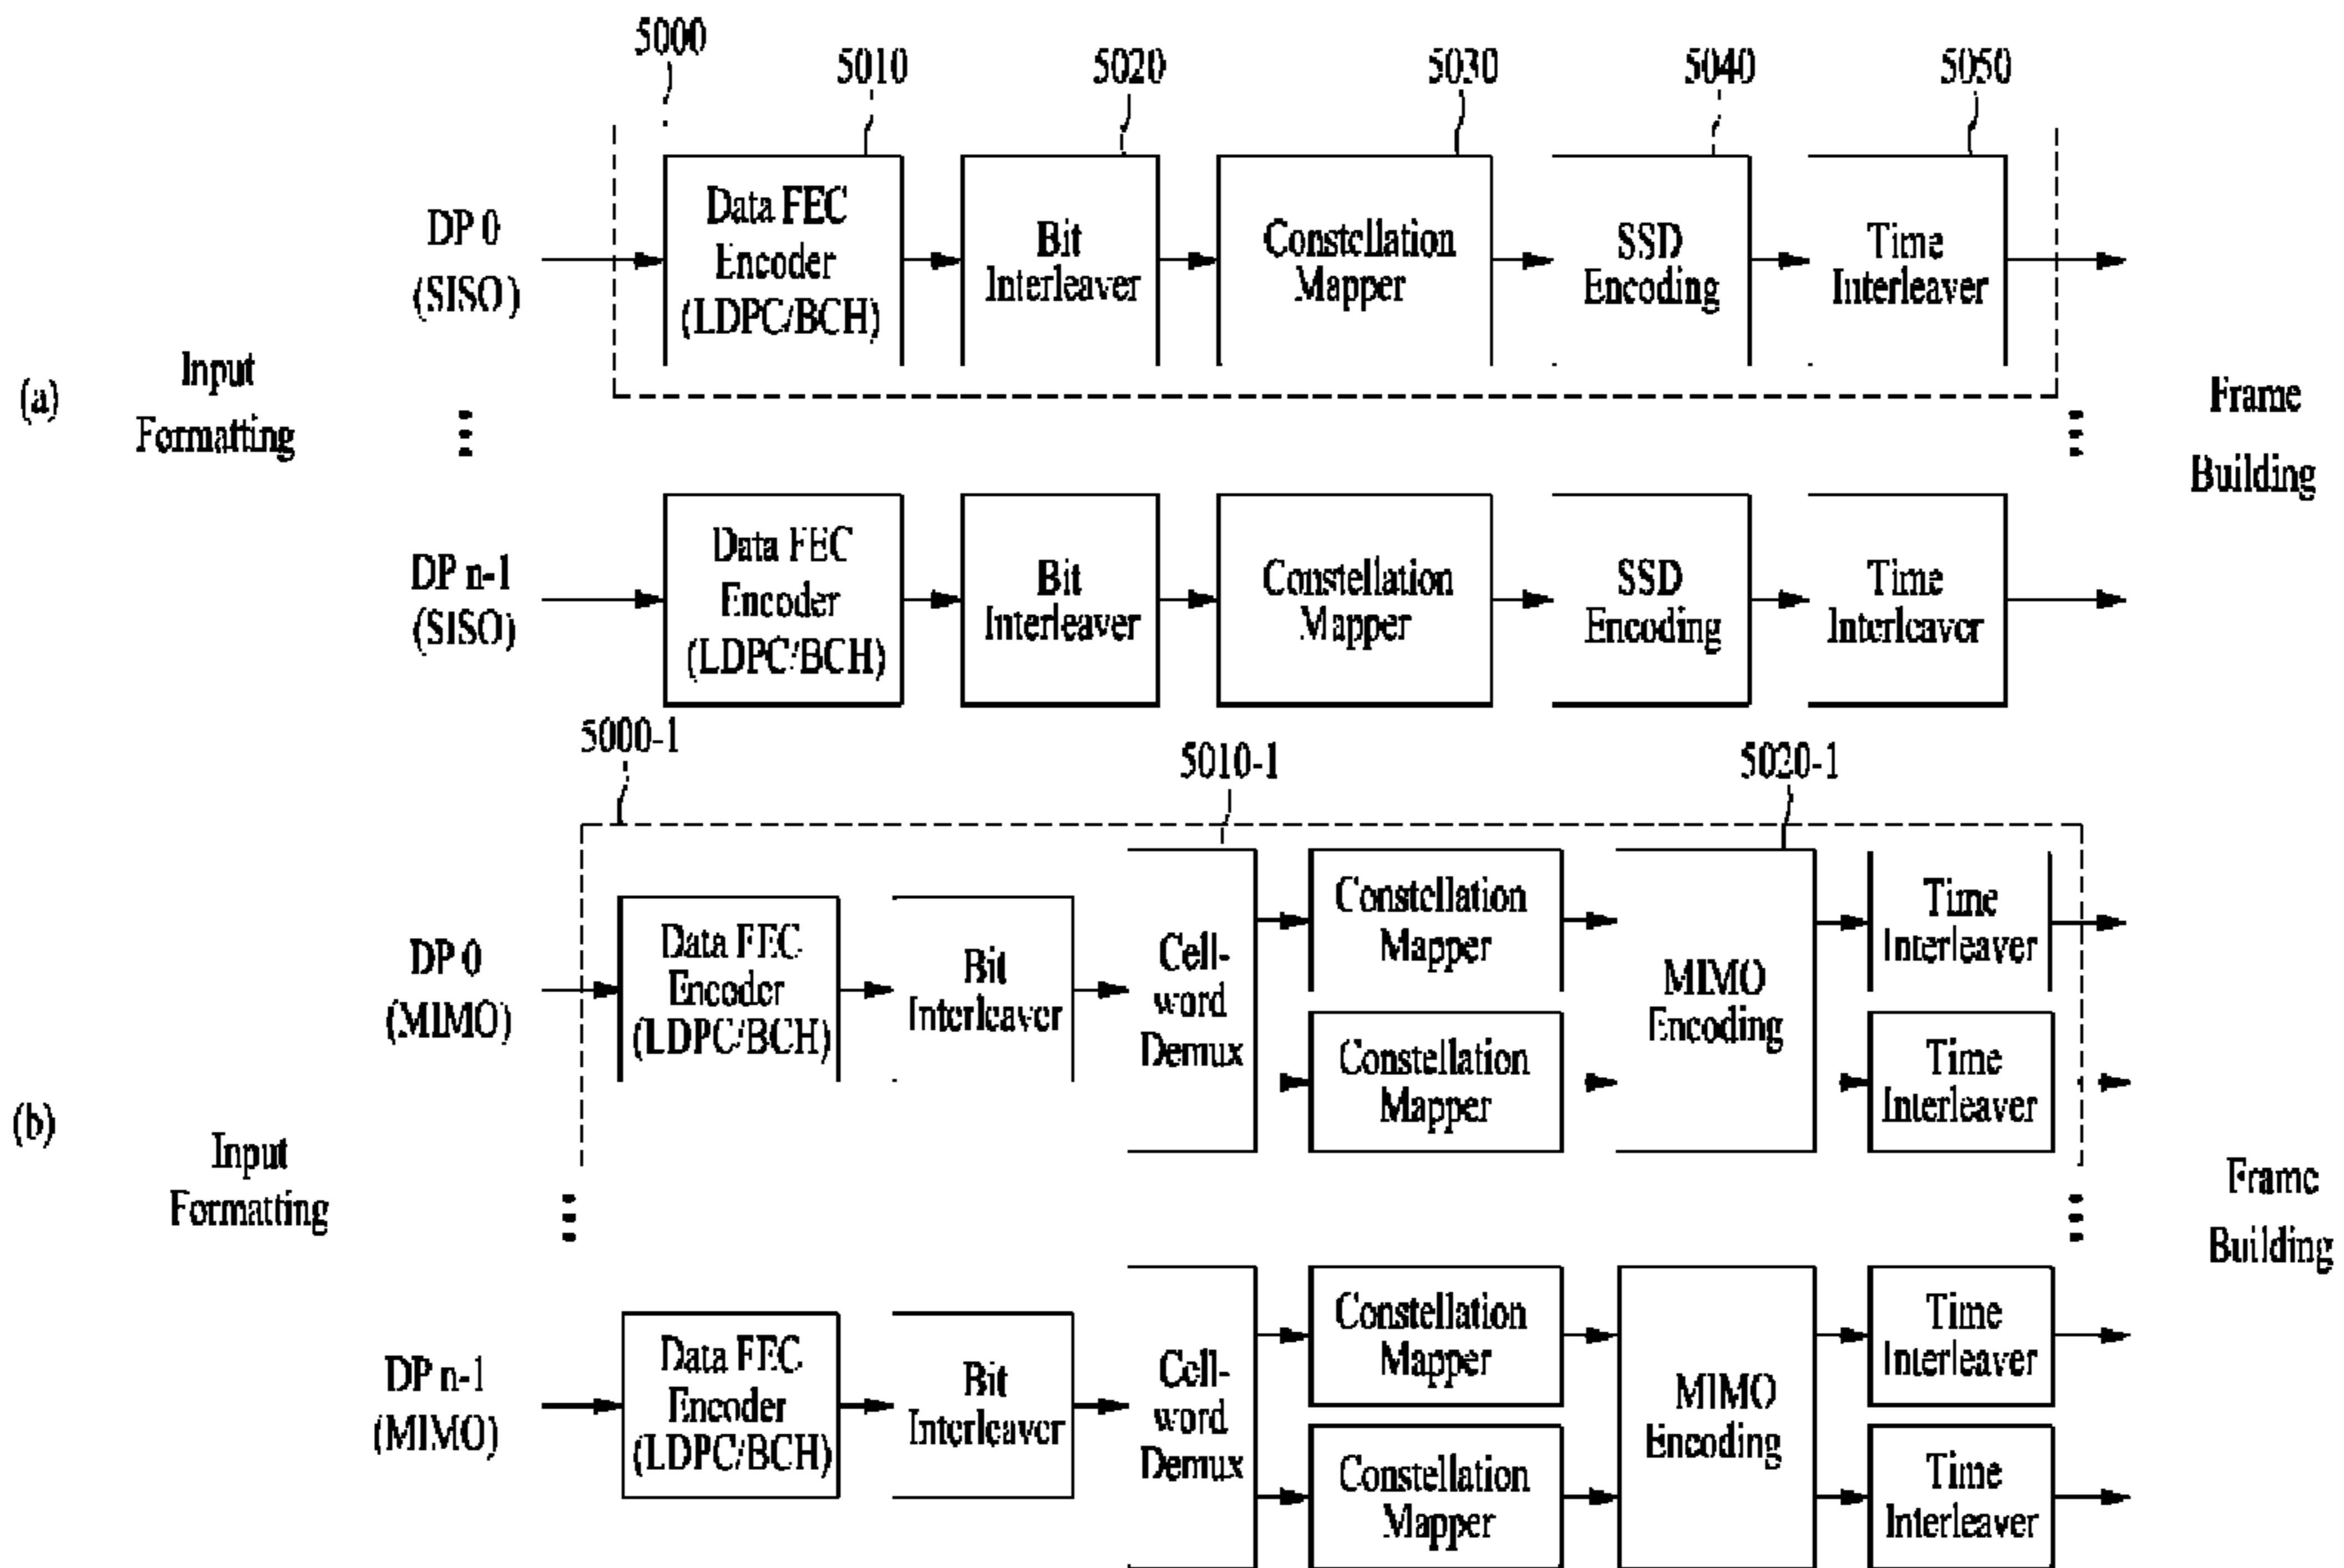 5000
5010
5020
5030
5040
5050
DP 0
(SISO)
Data FEC
Encoder
(LDPC/BCH)
Bit
Interleaver
Constellation
Mapper
SSD
Encoding
Time
Interleaver
(a)
Input
Formatting
Frame
Building
DP n-1
(SISO)
Data FEC
Encoder
(LDPC/BCH)
Bit
Interleaver
Constellation
Mapper
SSD
Encoding
Time
Interleaver
5000-1
5010-1
5020-1
DP 0
(MIMO)
Data FEC
Encoder
(LDPC/BCH)
Bit
Interleaver
Cell-
word
Demux
Constellation
Mapper
Constellation
Mapper
MIMO
Encoding
Time
Interleaver
Time
Interleaver
(b)
Input
Formatting
Frame
Building
DP n-1
(MIMO)
Data FEC
Encoder
(LDPC/BCH)
Bit
Interleaver
Cell-
word
Demux
Constellation
Mapper
Constellation
Mapper
MIMO
Encoding
Time
Interleaver
Time
Interleaver